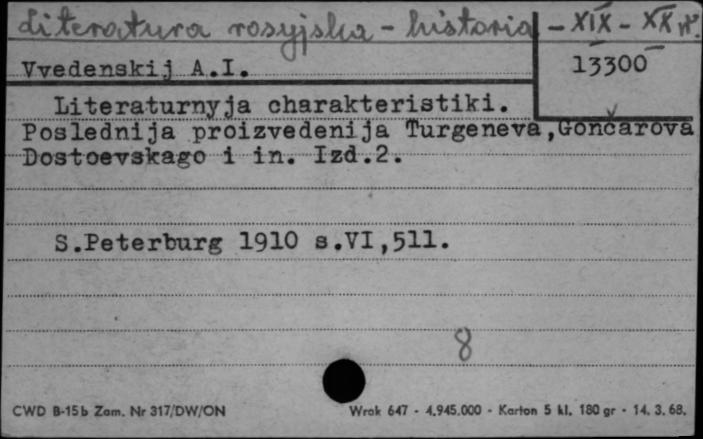 Literatura rosyjska - historia - XIX - XX w.
Vvedenskij A.I.
13300
Literaturnyja charakteristiki.
Poslednija proizvedenija Turgeneva,Gončarova
Dostoevskago i in. Izd.2.
S.Peterburg 1910 s.VI,511.
8
CWD B-15b Zam. Nr 317/DW/ON
Wrak 647 - 4.945.000 - Karton 5 kl. 180 gr - 14. 3. 68.